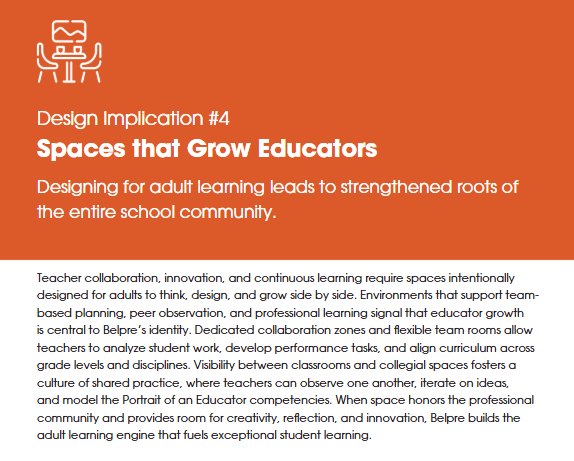 Design Implication #4
Spaces that Grow Educators
Designing for adult learning leads to strengthened roots of
the entire school community.
Teacher collaboration, innovation, and continuous learning require spaces intentionally
designed for adults to think, design, and grow side by side. Environments that support team-
based planning, peer observation, and professional learning signal that educator growth
is central to Belpre’s identity. Dedicated collaboration zones and flexible team rooms allow
teachers to analyze student work, develop performance tasks, and align curriculum across
grade levels and disciplines. Visibility between classrooms and collegial spaces fosters a
culture of shared practice, where teachers can observe one another, iterate on ideas,
and model the Portrait of an Educator competencies. When space honors the professional
community and provides room for creativity, reflection, and innovation, Belpre builds the
adult learning engine that fuels exceptional student learning.